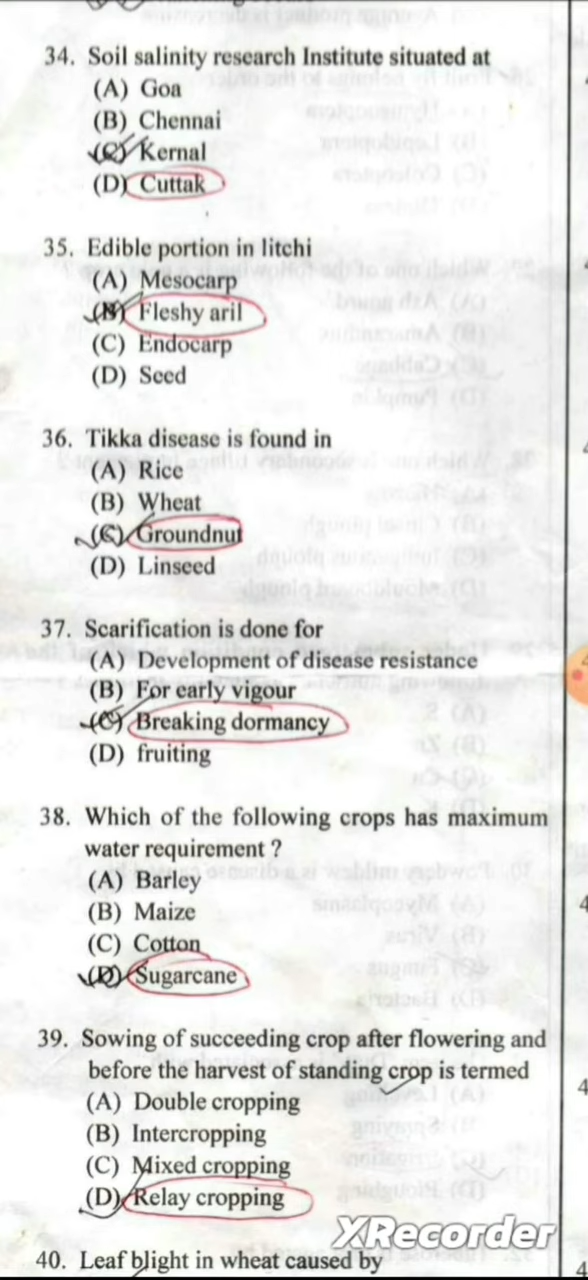 34. Soil salinity research Institute situated at
(A) Goa
(B) Chennai
(C) Kernal
(D) Cuttak
35. Edible portion in litchi
(A) Mesocarp
(B) Fleshy aril
(C) Endocarp
(D) Seed
36. Tikka disease is found in
(A) Rice
(B) Wheat
(C) Groundnut
(D) Linseed
37. Scarification is done for
(A) Development of disease resistance
(B) For early vigour
(C) Breaking dormancy
(D) fruiting
38. Which of the following crops has maximum
water requirement ?
(A) Barley
(B) Maize
(C) Cotton
(D) Sugarcane
39. Sowing of succeeding crop after flowering and
before the harvest of standing crop is termed
(A) Double cropping
(B) Intercropping
(C) Mixed cropping
(D) Relay cropping
XRecorder
40. Leaf blight in wheat caused by